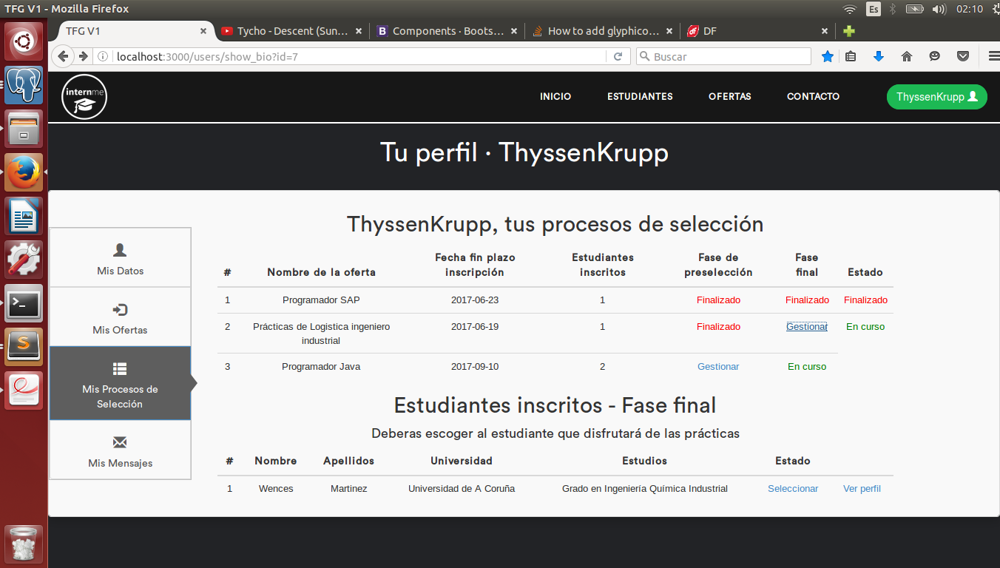 TFG V1 - Mozilla Firefox
Es
02:10
TFG V1
Tycho - Descent (Sun...
B Components · Boots...
How to add glyphico...
DF
localhost:3000/users/show_bio?id=7
Buscar
internme
INICIO
ESTUDIANTES
OFERTAS
CONTACTO
ThyssenKrupp
Tu perfil · ThyssenKrupp
Mis Datos
Mis Ofertas
Mis Procesos de
Selección
Mis Mensajes
ThyssenKrupp, tus procesos de selección
# Nombre de la oferta Fecha fin plazo inscripción Estudiantes inscritos Fase de preselección Fase final Estado
1 Programador SAP 2017-06-23 1 Finalizado Finalizado Finalizado
2 Prácticas de Logistica ingeniero 2017-06-19 1 Finalizado Gestionar En curso
industrial
3 Programador Java 2017-09-10 2 Gestionar En curso
Estudiantes inscritos - Fase final
Deberas escoger al estudiante que disfrutará de las prácticas
# Nombre Apellidos Universidad Estudios Estado
1 Wences Martinez Universidad de A Coruña Grado en Ingeniería Química Industrial Seleccionar Ver perfil